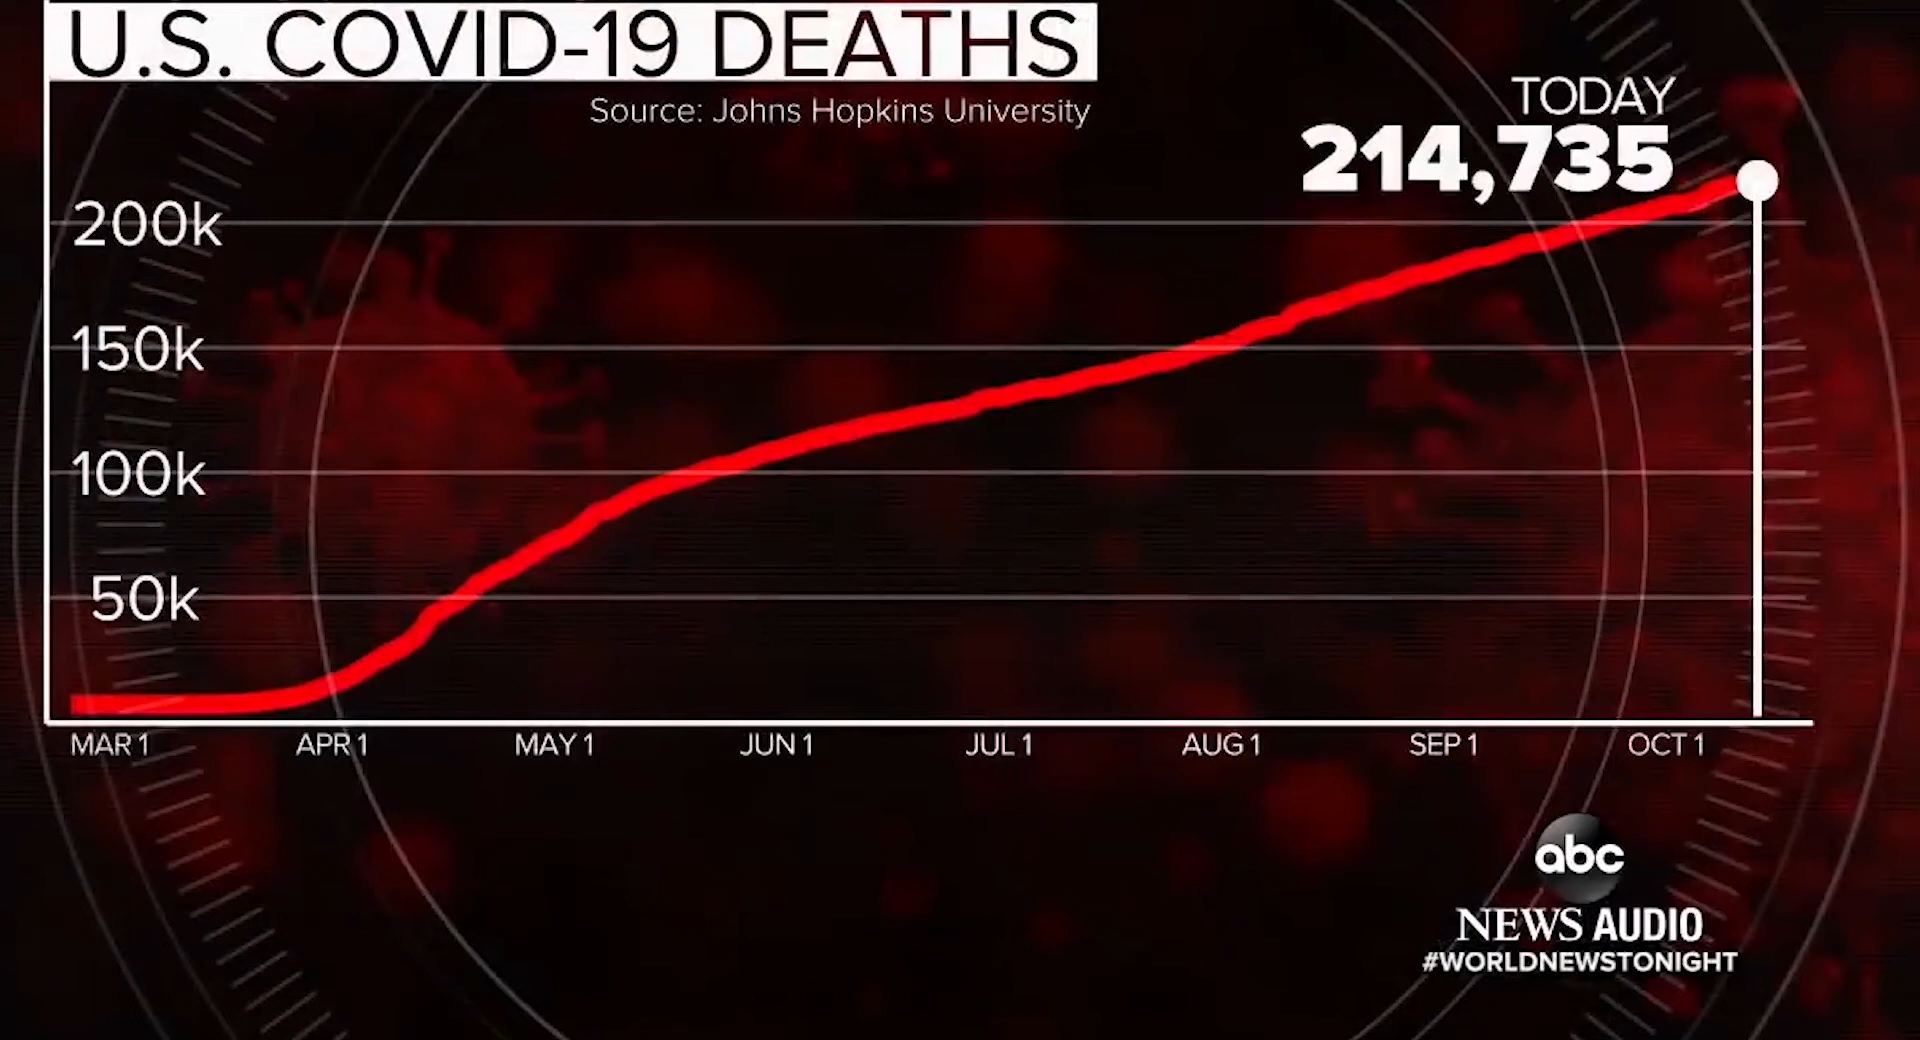 U.S. COVID-19 DEATHS
Source: Johns Hopkins University
TODAY
214,735
200k
150k
100k
50k
MAR 1 APR 1 MAY 1 JUN 1 JUL 1 AUG 1 SEP 1 OCT 1
abc
NEWS AUDIO
#WORLDNEWSTONIGHT